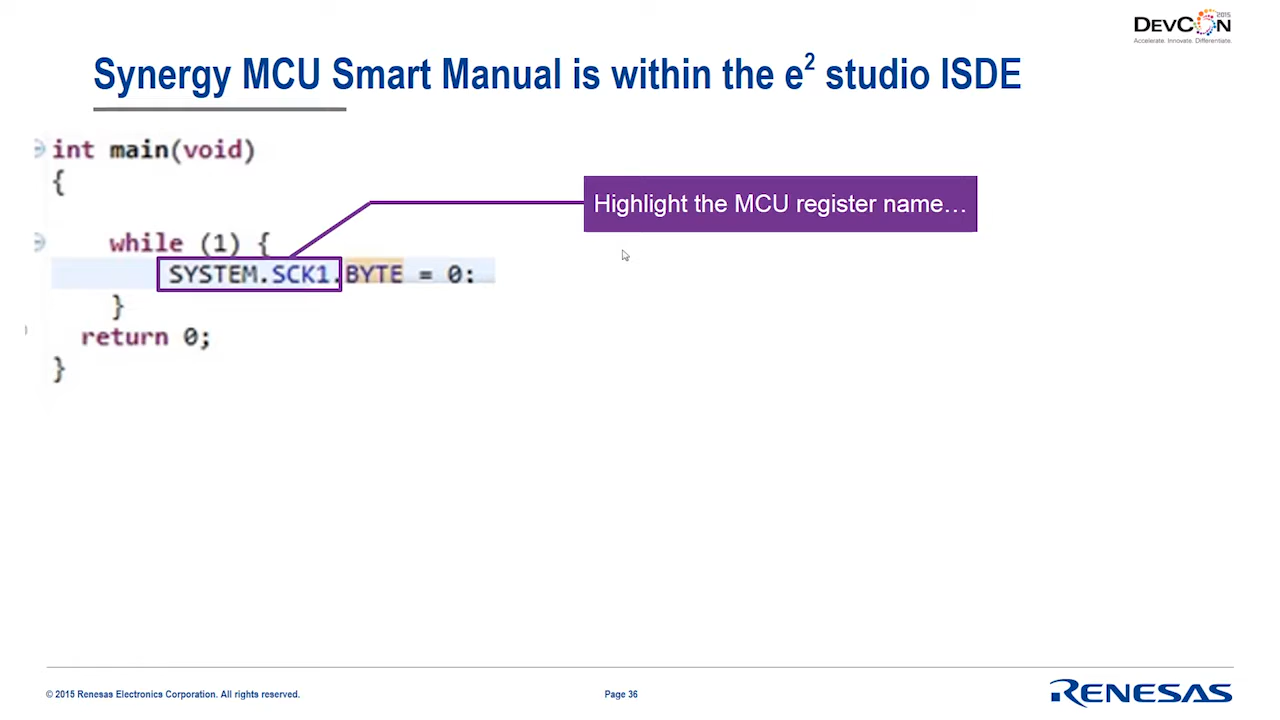 DevCon 2015
Accelerate. Innovate. Differentiate.
Synergy MCU Smart Manual is within the e2 studio ISDE
int main(void)
{
Highlight the MCU register name…
while (1) {
SYSTEM.SCK1.BYTE = 0:
}
return 0;
}
© 2015 Renesas Electronics Corporation. All rights reserved.
Page 36
RENESAS